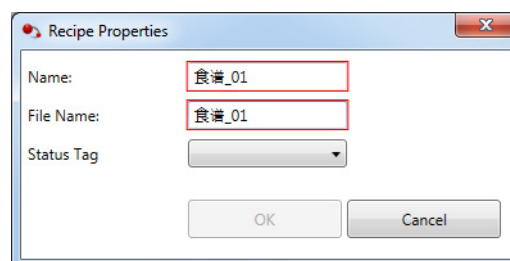 Recipe Properties
Name: 食谱_01
File Name: 食谱_01
Status Tag
OK Cancel